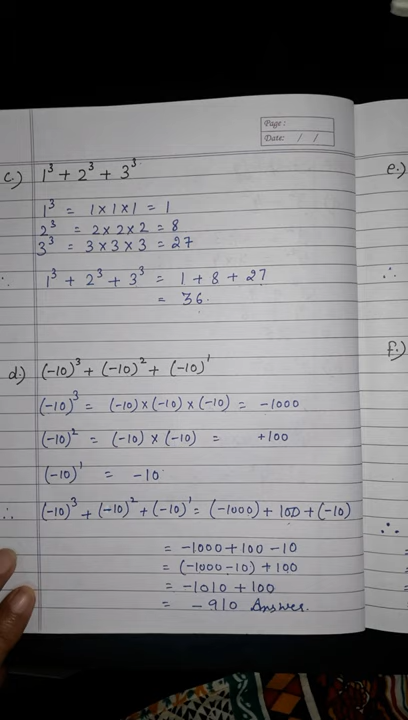 Page :
Date: / /
c.) 1³ + 2³ + 3³
1³ = 1×1×1 = 1
2³ = 2×2×2 = 8
3³ = 3×3×3 = 27
∴ 1³ + 2³ + 3³ = 1 + 8 + 27
= 36.
d.) (-10)³ + (-10)² + (-10)¹
(-10)³ = (-10)×(-10)×(-10) = -1000
(-10)² = (-10)×(-10) = +100
(-10)¹ = -10
∴ (-10)³ + (-10)² + (-10)¹ = (-1000) + 100 + (-10)
= -1000 + 100 - 10
= (-1000 - 10) + 100
= -1010 + 100
= -910 Answer.
e.)
∴
f.)
∴
=
=